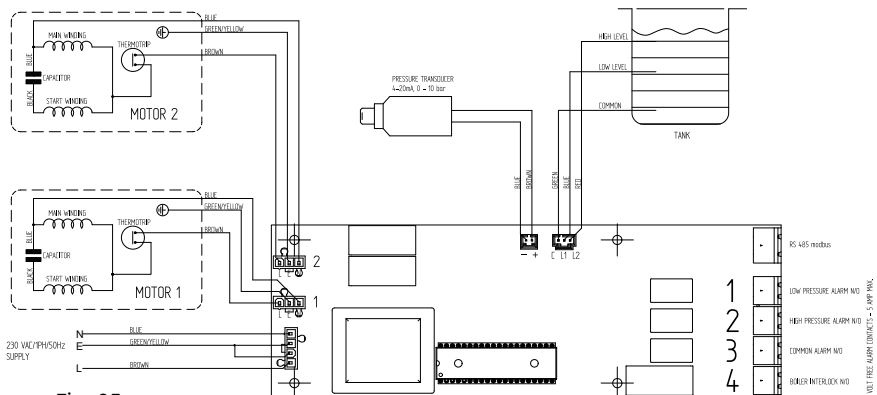 BLUE
GREEN/YELLOW
MAIN WINDING
THERMOTRIP
BROWN
BLUE
CAPACITOR
BLACK
START WINDING
MOTOR 2
PRESSURE TRANSDUCER
4-20mA, 0 - 10 bar
HIGH LEVEL
LOW LEVEL
COMMON
TANK
BLUE
BROWN
GREEN
BLUE
RED
BLUE
GREEN/YELLOW
MAIN WINDING
THERMOTRIP
BROWN
BLUE
CAPACITOR
BLACK
START WINDING
MOTOR 1
- +
C L1 L2
2
1
RS 485 modbus
1 LOW PRESSURE ALARM N/O
2 HIGH PRESSURE ALARM N/O
3 COMMON ALARM N/O
4 BOILER INTERLOCK N/O
VOLT FREE ALARM CONTACTS - 5 AMP MAX.
230 VAC/1PH/50Hz
SUPPLY
N BLUE
E GREEN/YELLOW
L BROWN